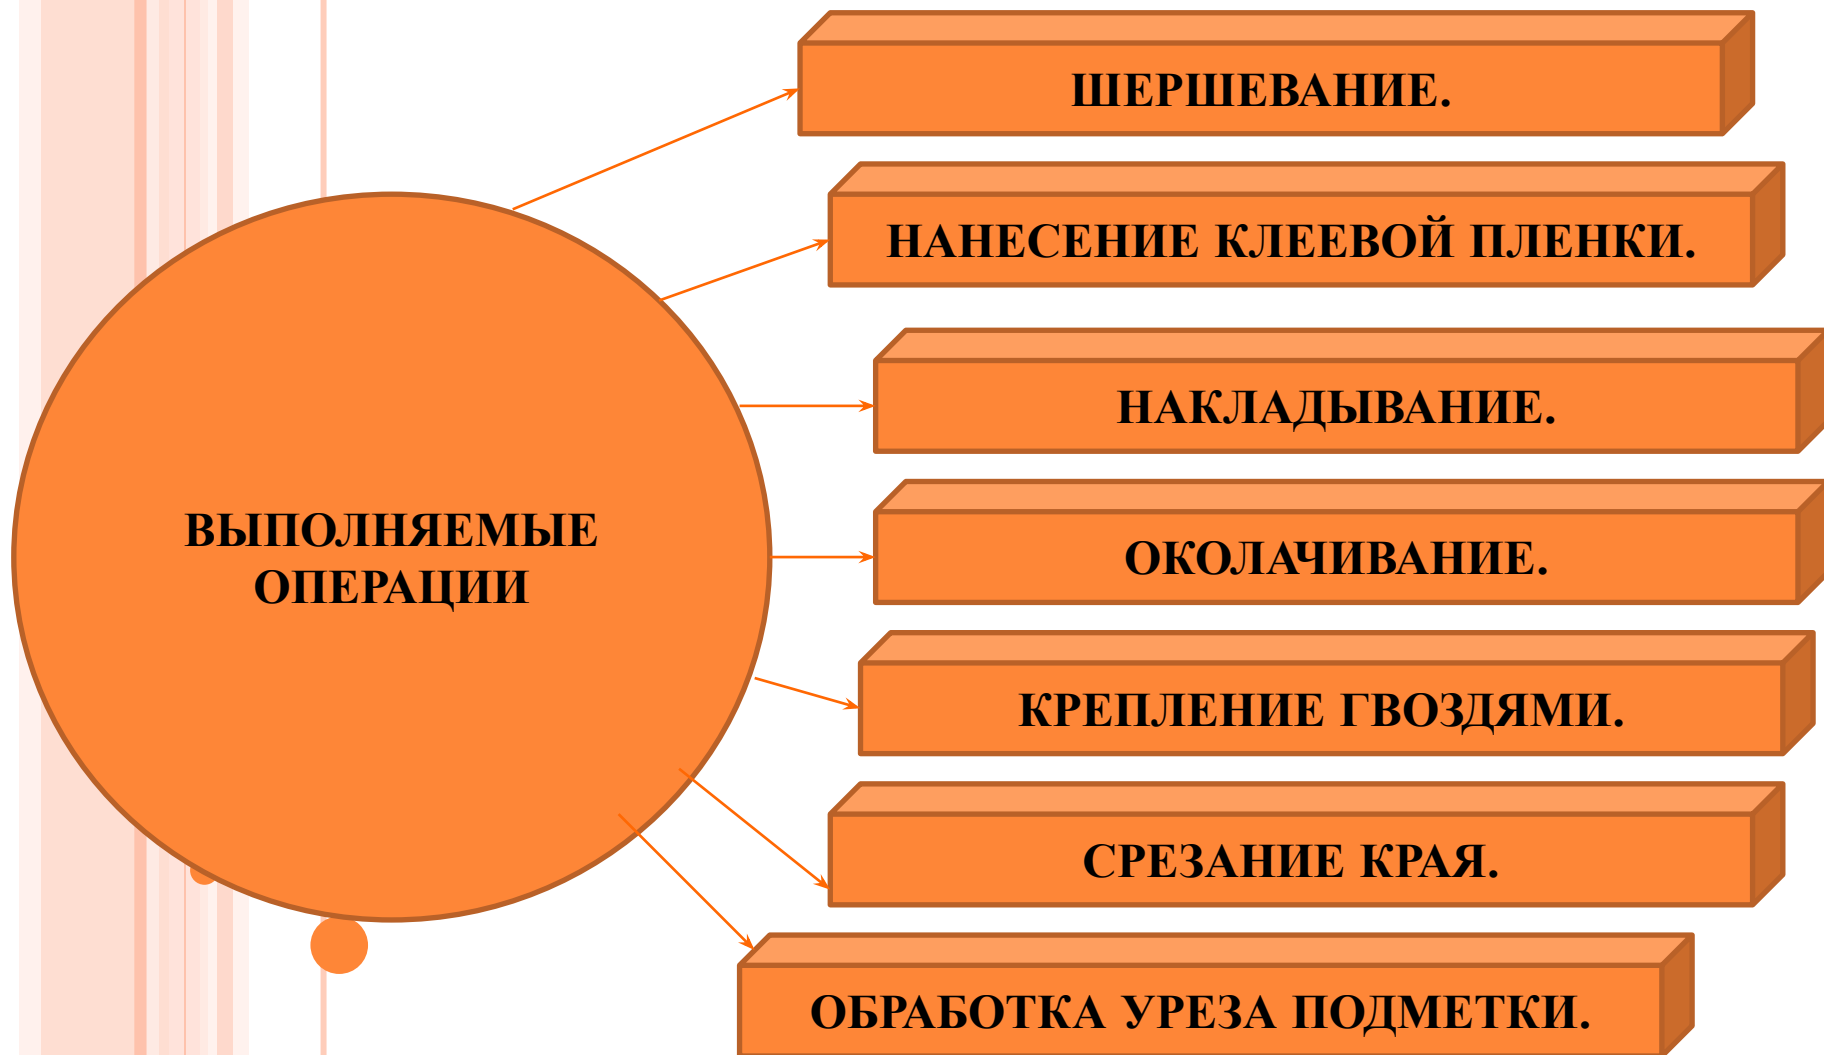 ШЕРШЕВАНИЕ.
НАНЕСЕНИЕ КЛЕЕВОЙ ПЛЕНКИ.
НАКЛАДЫВАНИЕ.
ВЫПОЛНЯЕМЫЕ
ОПЕРАЦИИ
ОКОЛАЧИВАНИЕ.
КРЕПЛЕНИЕ ГВОЗДЯМИ.
СРЕЗАНИЕ КРАЯ.
ОБРАБОТКА УРЕЗА ПОДМЕТКИ.